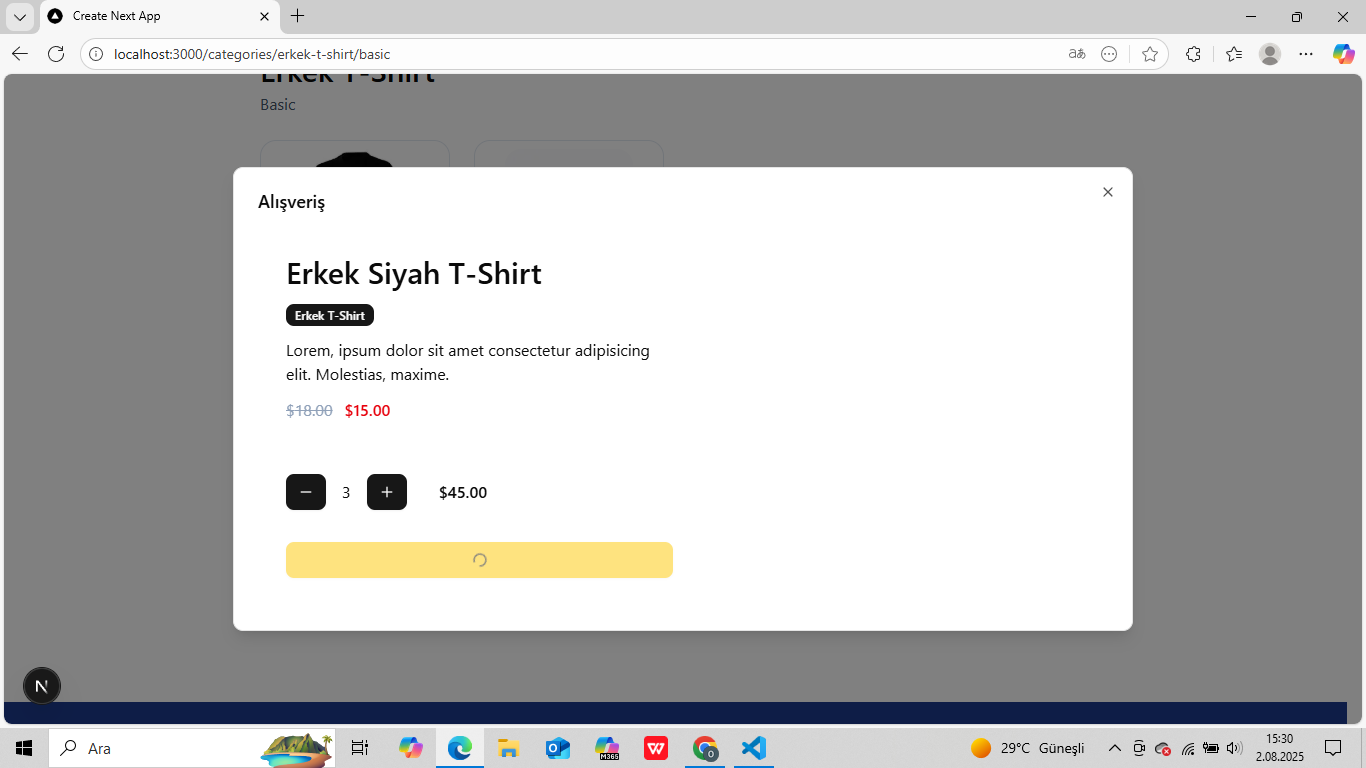 Create Next App
localhost:3000/categories/erkek-t-shirt/basic
Erkek T-Shirt
Basic
Alışveriş
Erkek Siyah T-Shirt
Erkek T-Shirt
Lorem, ipsum dolor sit amet consectetur adipisicing
elit. Molestias, maxime.
$18.00 $15.00
3 $45.00
N
Ara
M365
29°C Güneşli
15:30
2.08.2025